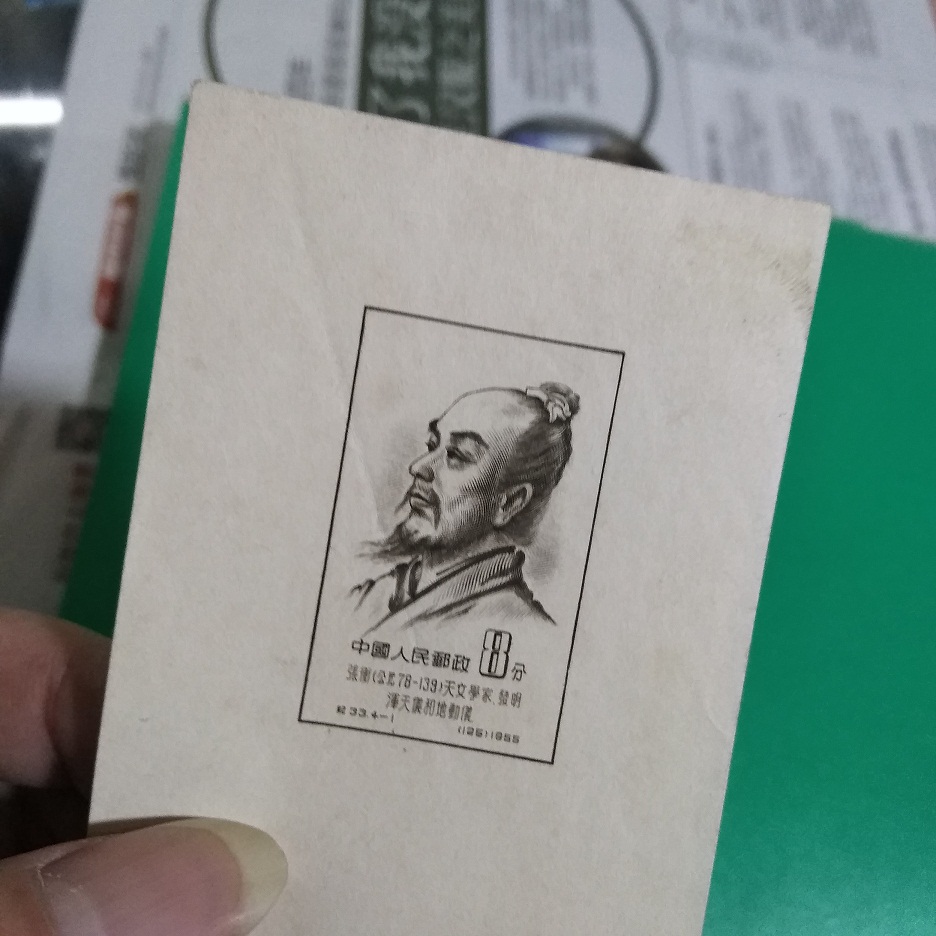 中國人民郵政 8分
張衡(公元78-139)天文學家、發明
渾天儀和地動儀
紀33.4-1
(125)1955